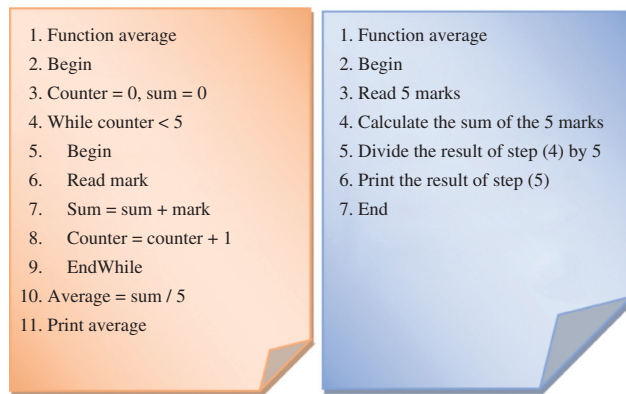 1. Function average
2. Begin
3. Counter = 0, sum = 0
4. While counter < 5
5. Begin
6. Read mark
7. Sum = sum + mark
8. Counter = counter + 1
9. EndWhile
10. Average = sum / 5
11. Print average
1. Function average
2. Begin
3. Read 5 marks
4. Calculate the sum of the 5 marks
5. Divide the result of step (4) by 5
6. Print the result of step (5)
7. End